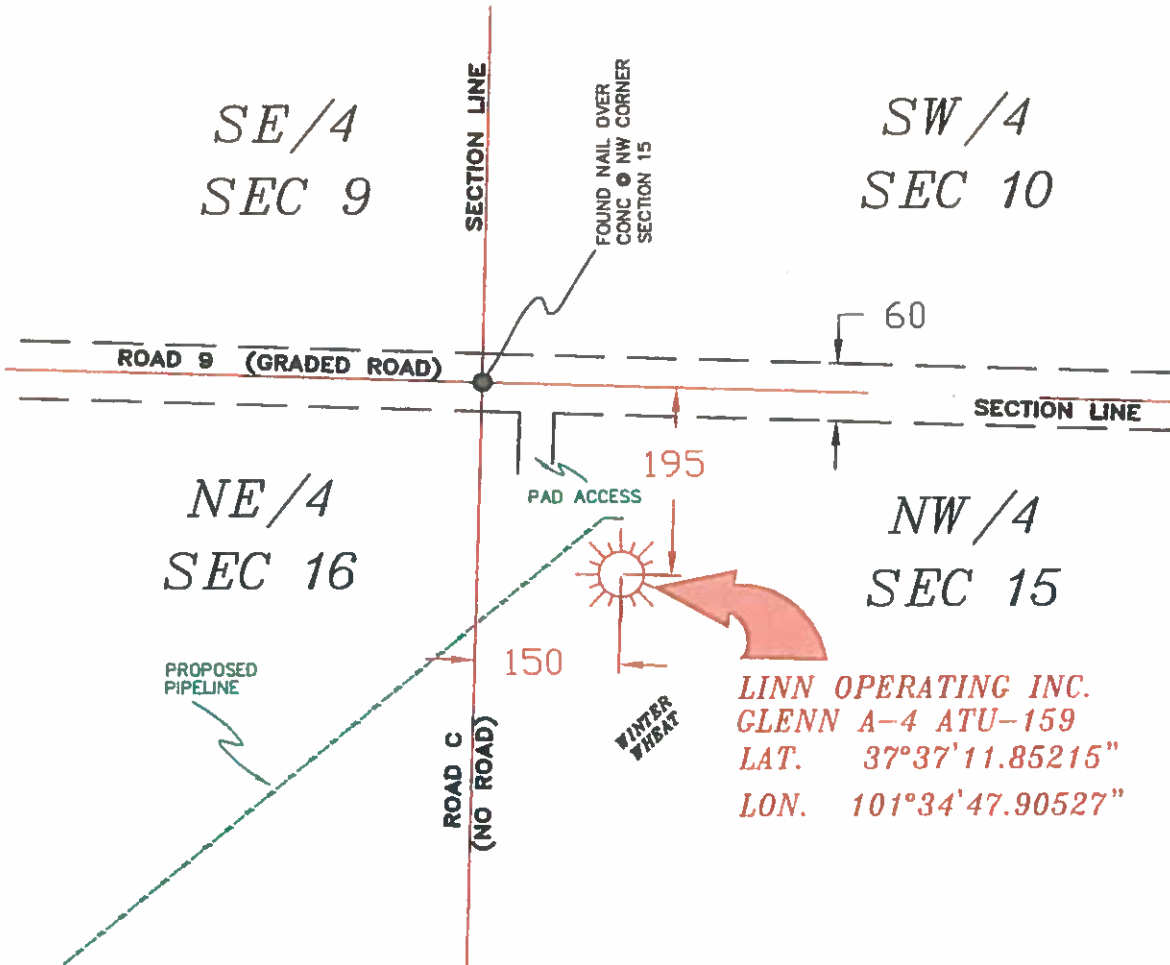 SE/4
SEC 9
SECTION LINE
FOUND NAIL OVER
CONC @ NW CORNER
SECTION 15
SW/4
SEC 10
60
ROAD 9 (GRADED ROAD)
SECTION LINE
195
PAD ACCESS
NE/4
SEC 16
NW/4
SEC 15
150
PROPOSED
PIPELINE
ROAD C
(NO ROAD)
WINTER
WHEAT
LINN OPERATING INC.
GLENN A-4 ATU-159
LAT. 37°37'11.85215"
LON. 101°34'47.90527"